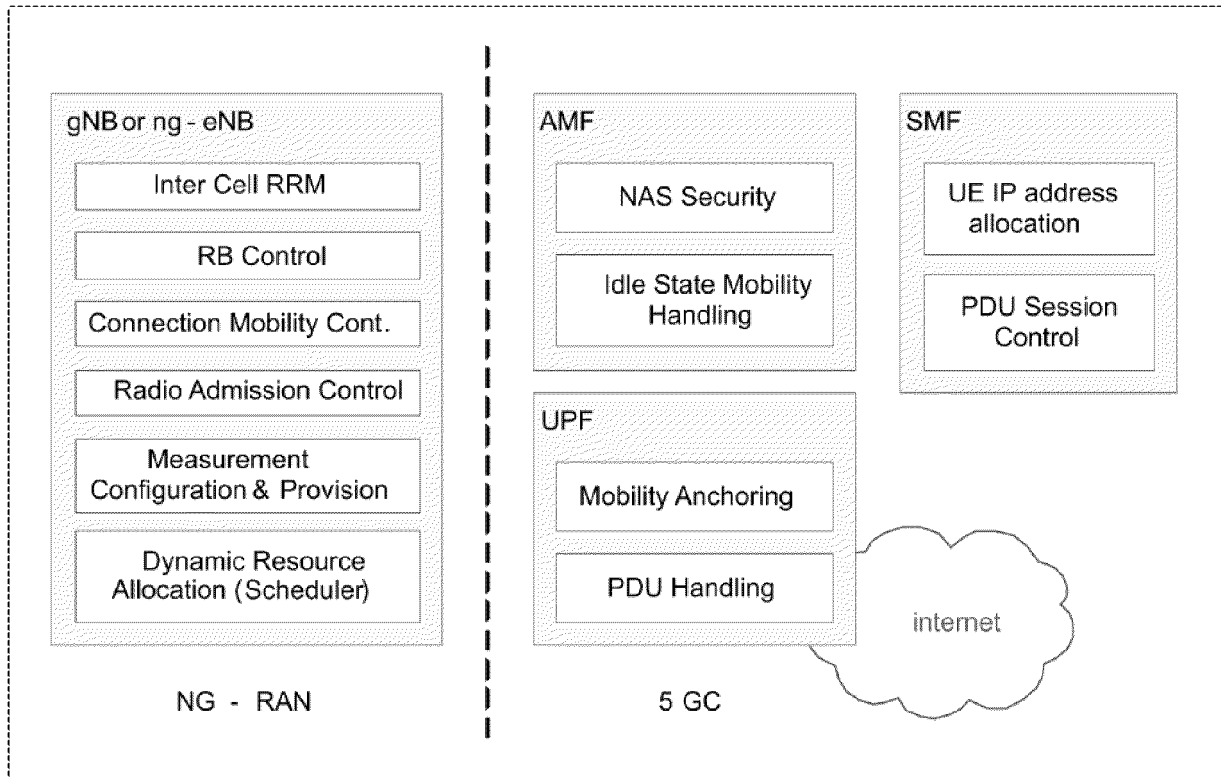 gNB or ng - eNB
Inter Cell RRM
RB Control
Connection Mobility Cont.
Radio Admission Control
Measurement
Configuration & Provision
Dynamic Resource
Allocation (Scheduler)
NG - RAN
AMF
NAS Security
Idle State Mobility
Handling
SMF
UE IP address
allocation
PDU Session
Control
UPF
Mobility Anchoring
PDU Handling
internet
5 GC